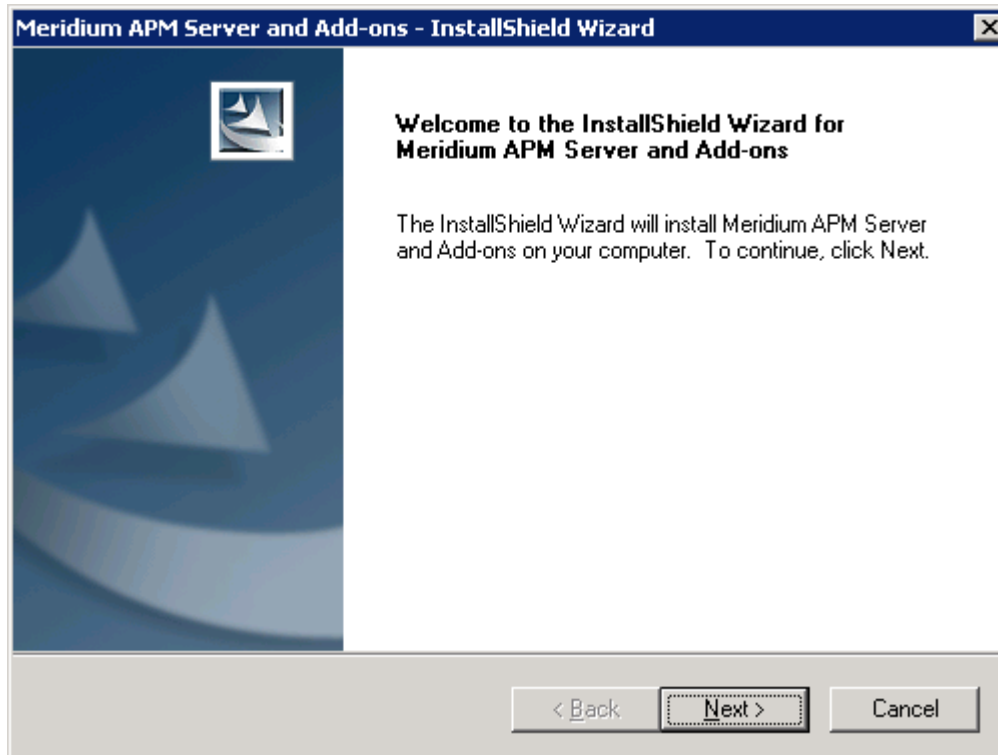 Meridium APM Server and Add-ons - InstallShield Wizard
Welcome to the InstallShield Wizard for
Meridium APM Server and Add-ons
The InstallShield Wizard will install Meridium APM Server
and Add-ons on your computer.  To continue, click Next.
< Back
Next >
Cancel